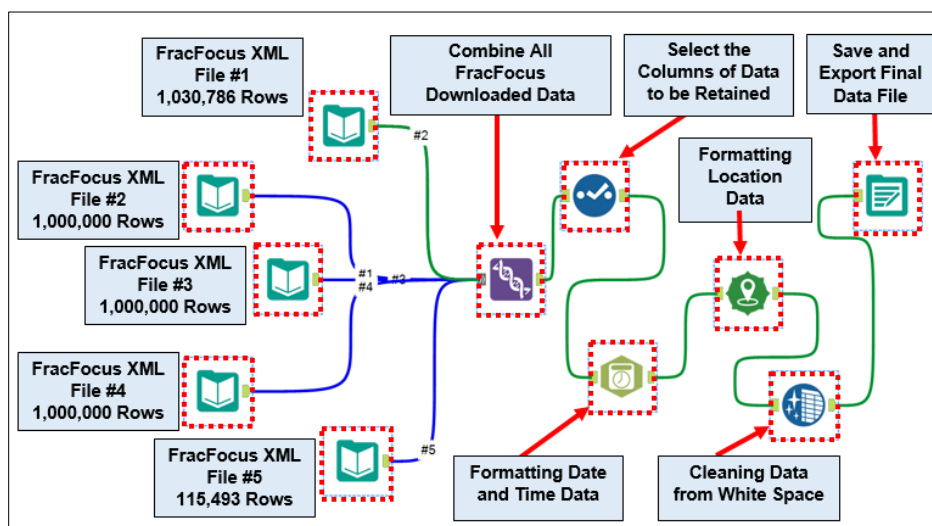 FracFocus XML
File #1
1,030,786 Rows
Combine All
FracFocus
Downloaded Data
Select the
Columns of Data
to be Retained
Save and
Export Final
Data File
#2
Formatting
Location
Data
FracFocus XML
File #2
1,000,000 Rows
FracFocus XML
File #3
1,000,000 Rows
#1
#4
#3
FracFocus XML
File #4
1,000,000 Rows
FracFocus XML
File #5
115,493 Rows
#5
Formatting Date
and Time Data
Cleaning Data
from White Space